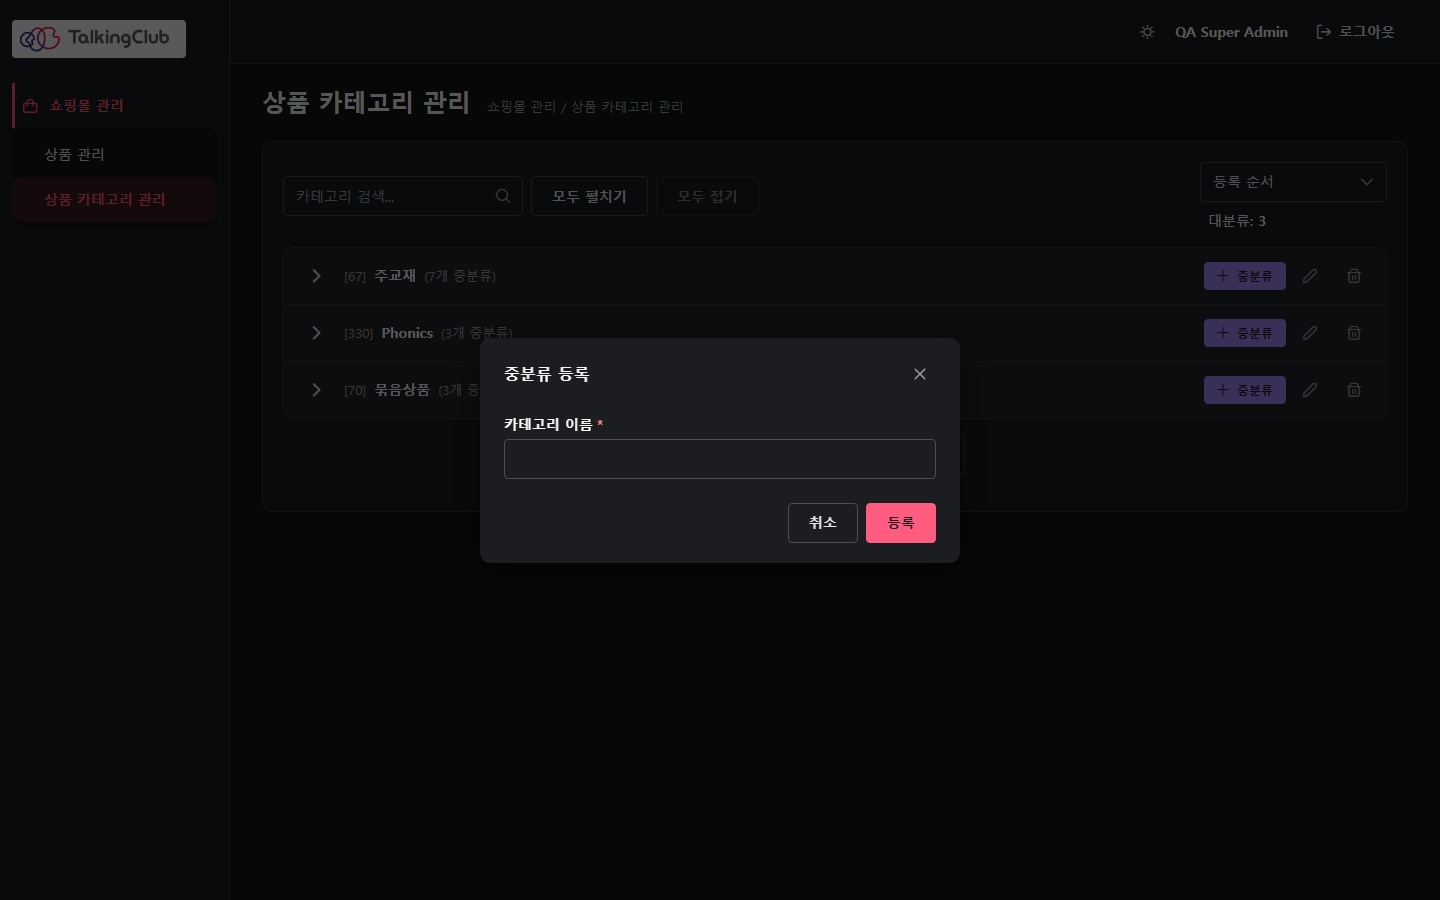 TalkingClub
QA Super Admin
로그아웃
쇼핑몰 관리
상품 관리
상품 카테고리 관리
상품 카테고리 관리
쇼핑몰 관리 / 상품 카테고리 관리
카테고리 검색...
모두 펼치기
모두 접기
등록 순서
대분류: 3
[67] 주교재 (7개 중분류)
+ 중분류
[330] Phonics (3개 중분류)
+ 중분류
[70] 묶음상품 (3개 중
+ 중분류
중분류 등록
카테고리 이름 *
취소
등록